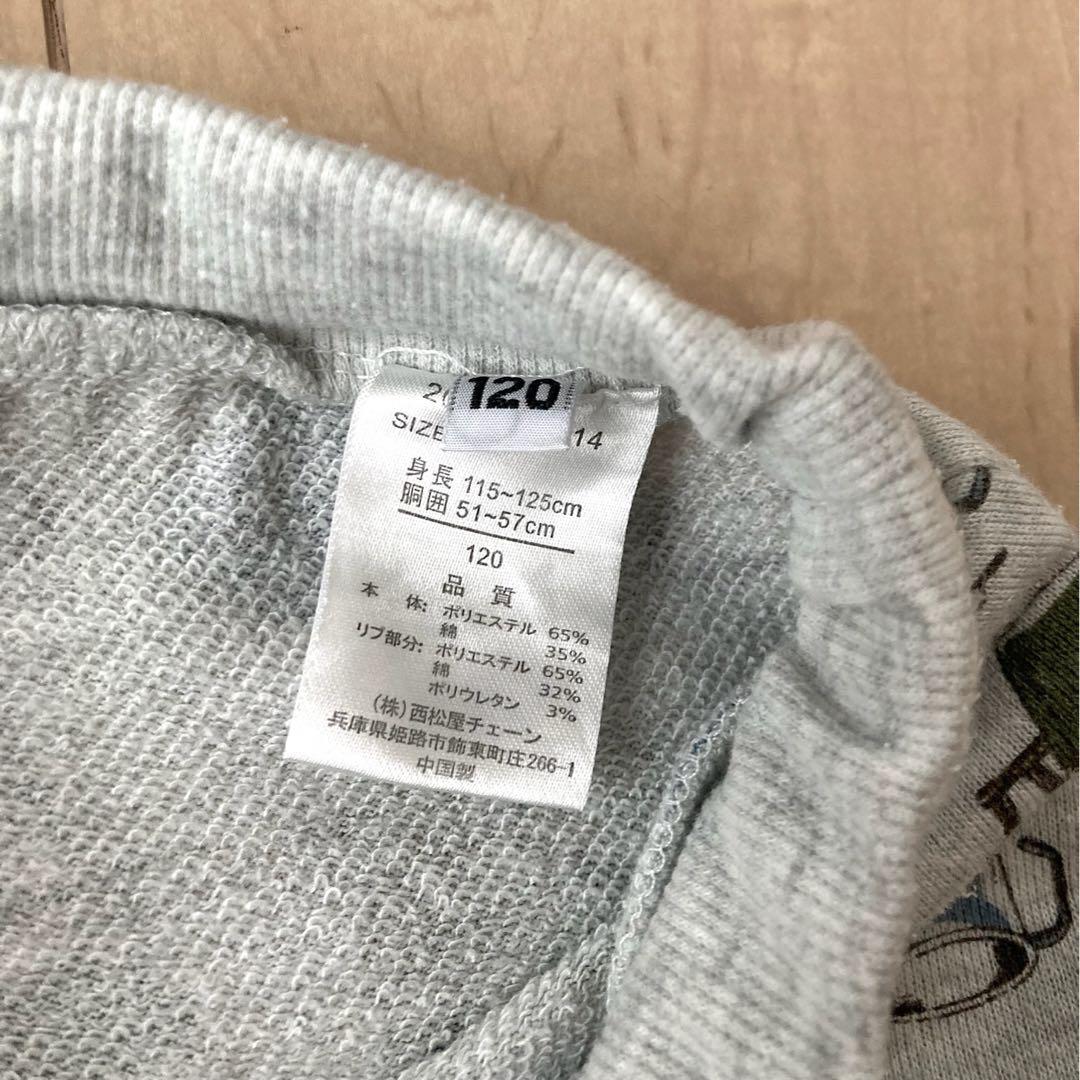 120
SIZE
14
身長 115~125cm
胴囲 51~57cm
120
品質
本 体: ポリエステル 65%
綿 35%
リブ部分: ポリエステル 65%
綿 32%
ポリウレタン 3%
(株)西松屋チェーン
兵庫県姫路市飾東町庄266-1
中国製